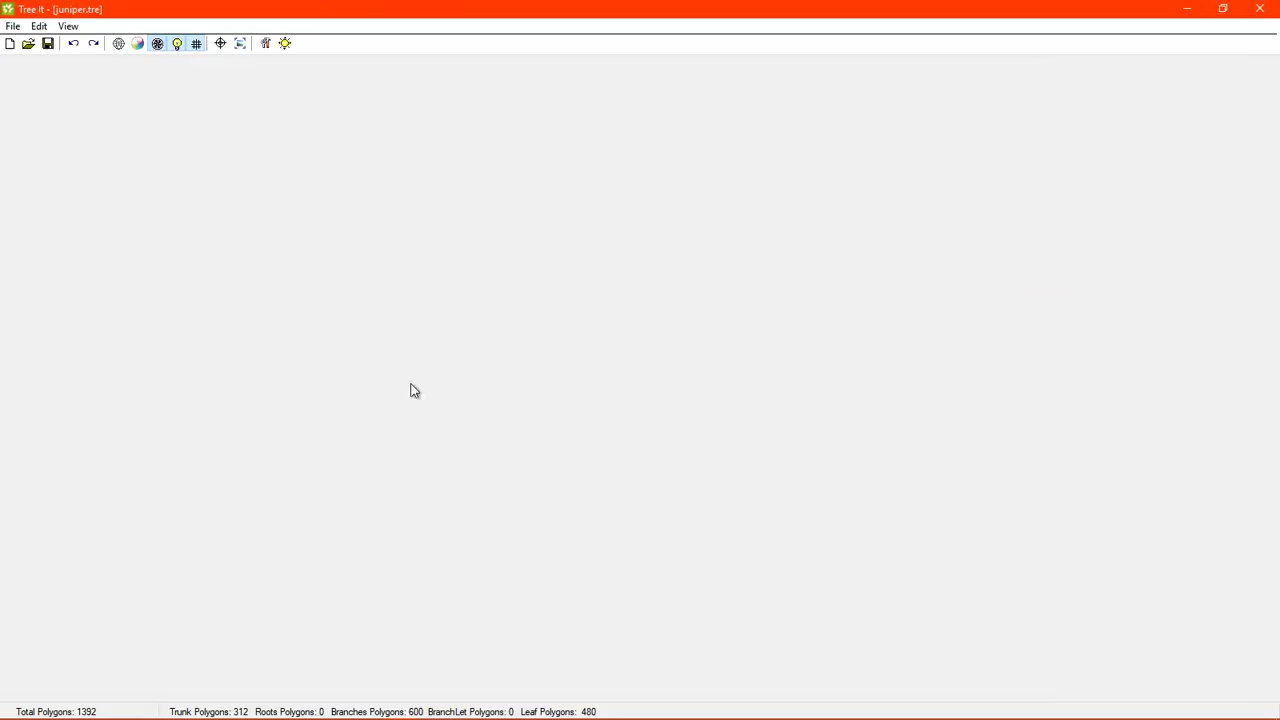 Tree It - [juniper.tre]
File Edit View
Total Polygons: 1392 Trunk Polygons: 312 Roots Polygons: 0 Branches Polygons: 600 BranchLet Polygons: 0 Leaf Polygons: 480